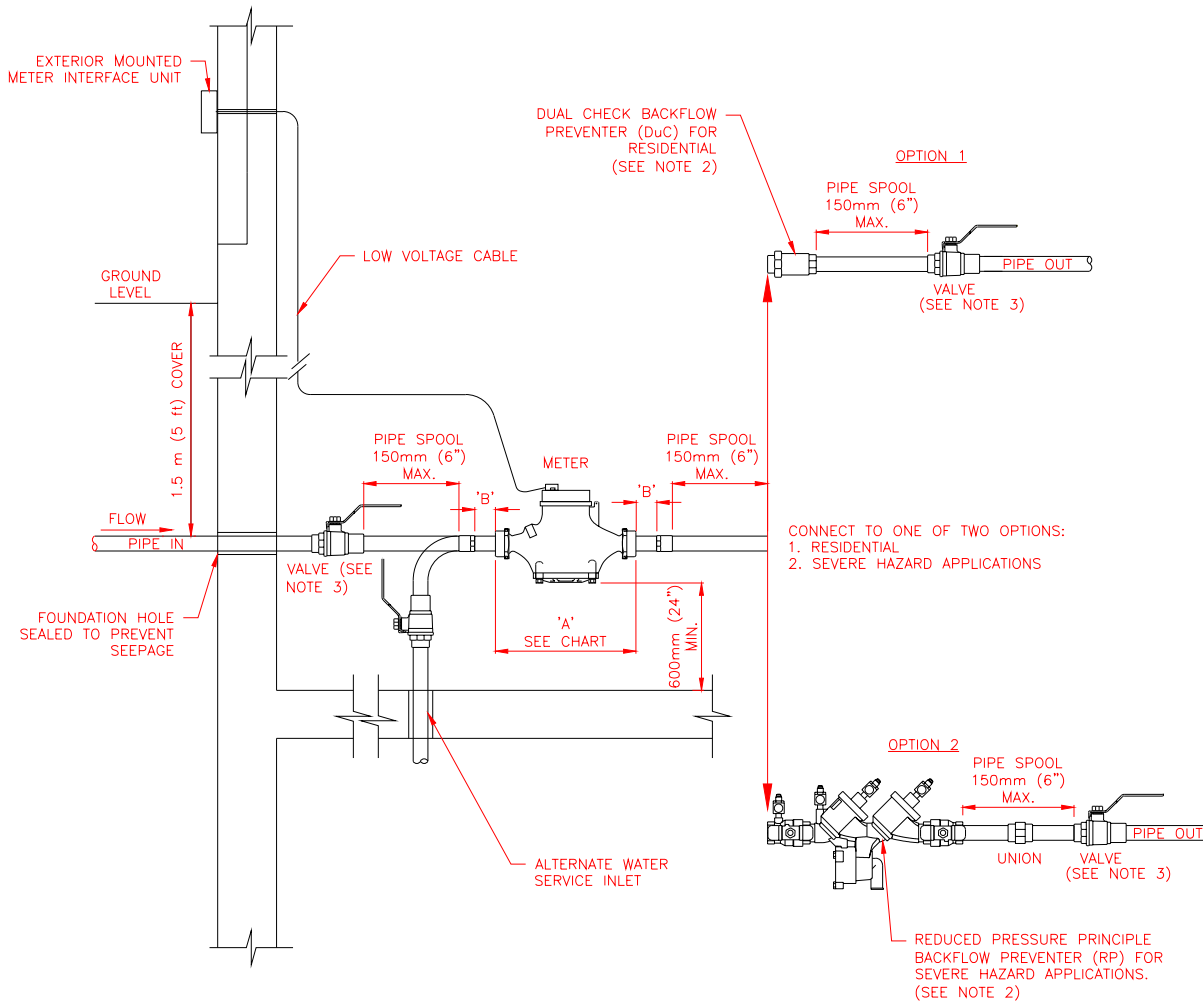 EXTERIOR MOUNTED
METER INTERFACE UNIT
DUAL CHECK BACKFLOW
PREVENTER (DuC) FOR
RESIDENTIAL
(SEE NOTE 2)
OPTION 1
PIPE SPOOL
150mm (6")
MAX.
PIPE OUT
VALVE
(SEE NOTE 3)
LOW VOLTAGE CABLE
GROUND
LEVEL
1.5 m (5 ft) COVER
PIPE SPOOL
150mm (6")
MAX.
'B'
METER
'B'
PIPE SPOOL
150mm (6")
MAX.
FLOW
PIPE IN
VALVE (SEE
NOTE 3)
CONNECT TO ONE OF TWO OPTIONS:
1. RESIDENTIAL
2. SEVERE HAZARD APPLICATIONS
FOUNDATION HOLE
SEALED TO PREVENT
SEEPAGE
'A'
SEE CHART
600mm (24")
MIN.
ALTERNATE WATER
SERVICE INLET
OPTION 2
PIPE SPOOL
150mm (6")
MAX.
PIPE OUT
UNION
VALVE
(SEE NOTE 3)
REDUCED PRESSURE PRINCIPLE
BACKFLOW PREVENTER (RP) FOR
SEVERE HAZARD APPLICATIONS.
(SEE NOTE 2)